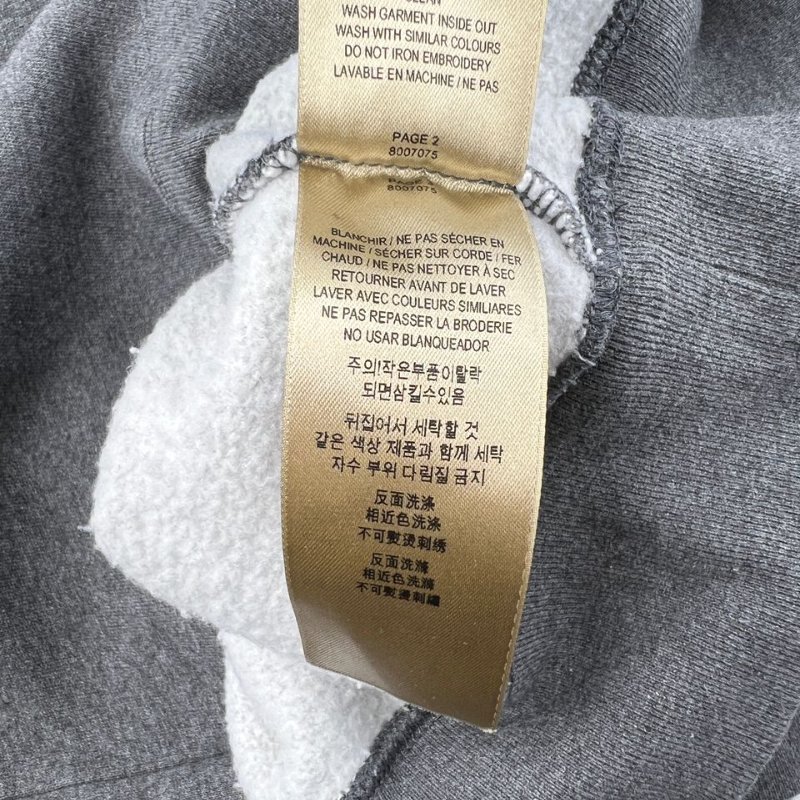 WASH GARMENT INSIDE OUT
WASH WITH SIMILAR COLOURS
DO NOT IRON EMBROIDERY
LAVABLE EN MACHINE / NE PAS
PAGE 2
8007075
8007075
BLANCHIR / NE PAS SÉCHER EN
MACHINE / SÉCHER SUR CORDE / FER
CHAUD / NE PAS NETTOYER À SEC
RETOURNER AVANT DE LAVER
LAVER AVEC COULEURS SIMILIARES
NE PAS REPASSER LA BRODERIE
NO USAR BLANQUEADOR
주의!작은부품이탈락
되면삼킬수있음
뒤집어서 세탁할 것
같은 색상 제품과 함께 세탁
자수 부위 다림질 금지
反面洗涤
相近色洗涤
不可熨烫刺绣
反面洗滌
相近色洗滌
不可熨燙刺繡